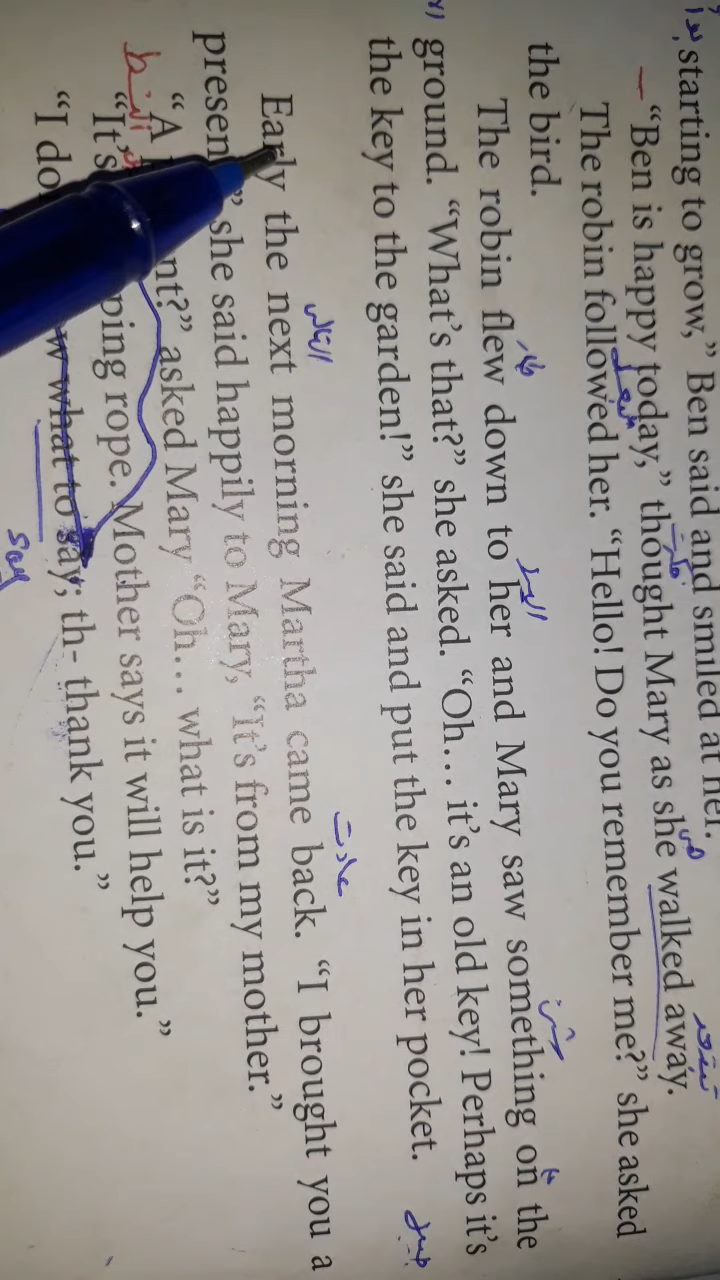 starting to grow,” Ben said and smiled at her.
“Ben is happy today,” thought Mary as she walked away.
The robin followed her. “Hello! Do you remember me?” she asked
the bird.
The robin flew down to her and Mary saw something on the
ground. “What's that?” she asked. “Oh... it's an old key! Perhaps it's
the key to the garden!” she said and put the key in her pocket.
التالي
عادت
Early the next morning Martha came back. “I brought you a
” she said happily to Mary, “It's from my mother.”
“A asked Mary “Oh... what is it?”
“It's rope. Mother says it will help you.”
“I do what to say; th- thank you.”
say